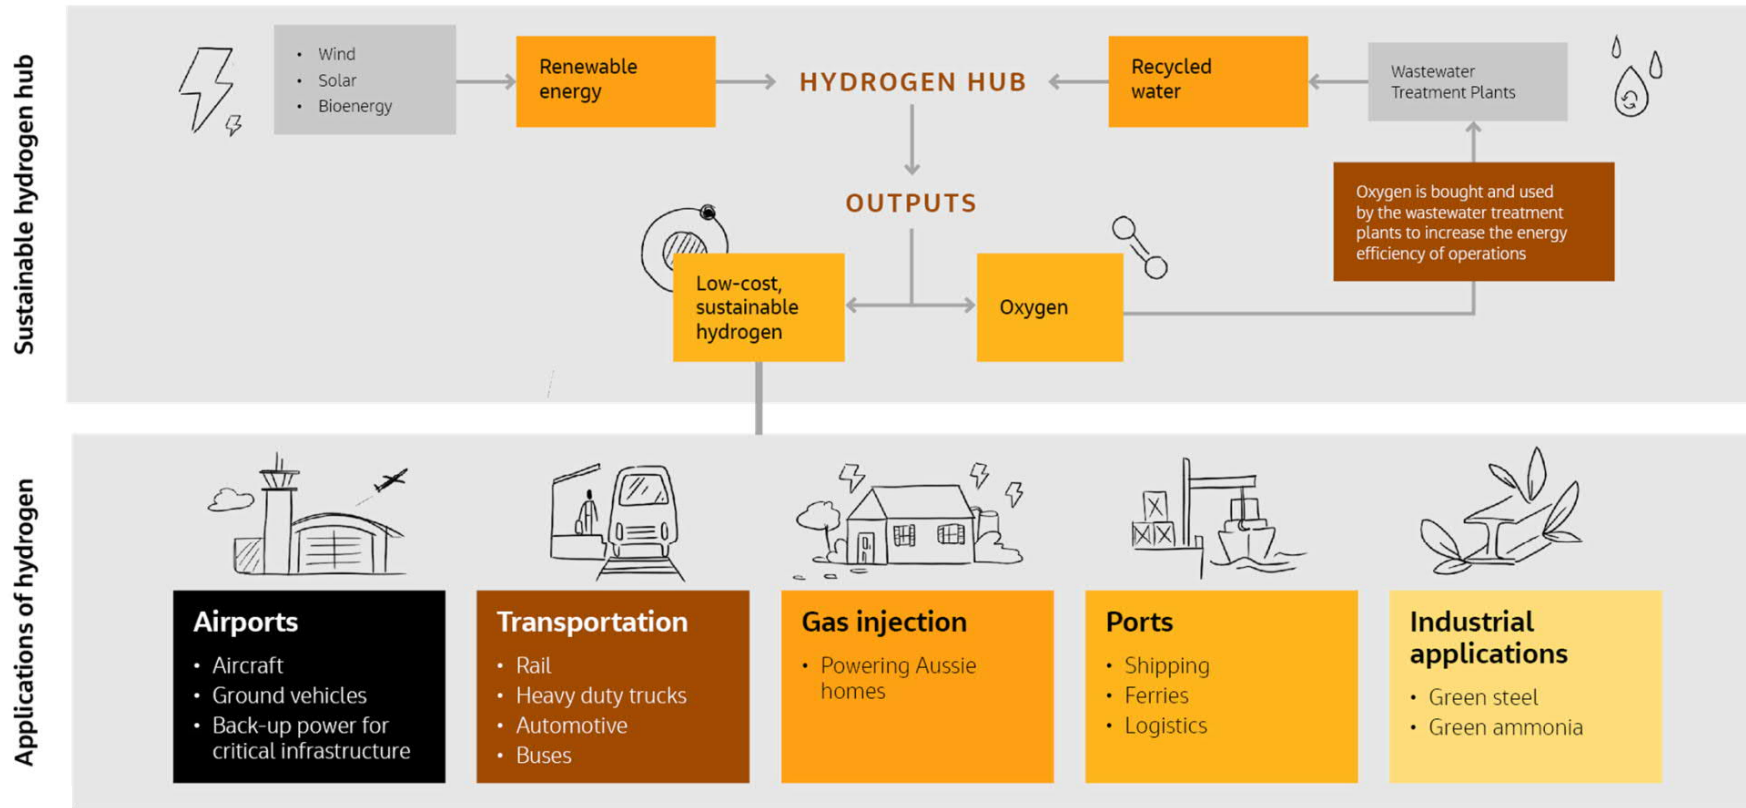 Sustainable hydrogen hub
• Wind
• Solar
• Bioenergy
Renewable
energy
HYDROGEN HUB
Recycled
water
Wastewater
Treatment Plants
OUTPUTS
Oxygen is bought and used
by the wastewater treatment
plants to increase the energy
efficiency of operations
Low-cost,
sustainable
hydrogen
Oxygen
Applications of hydrogen
Airports
• Aircraft
• Ground vehicles
• Back-up power for
critical infrastructure
Transportation
• Rail
• Heavy duty trucks
• Automotive
• Buses
Gas injection
• Powering Aussie
homes
Ports
• Shipping
• Ferries
• Logistics
Industrial
applications
• Green steel
• Green ammonia